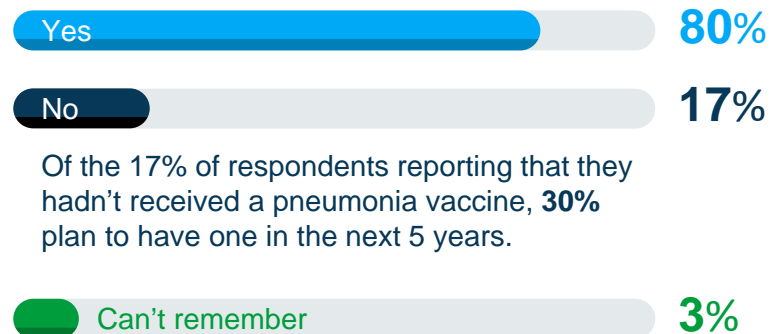 Yes 80%
No 17%
Of the 17% of respondents reporting that they
hadn't received a pneumonia vaccine, 30%
plan to have one in the next 5 years.
Can't remember 3%